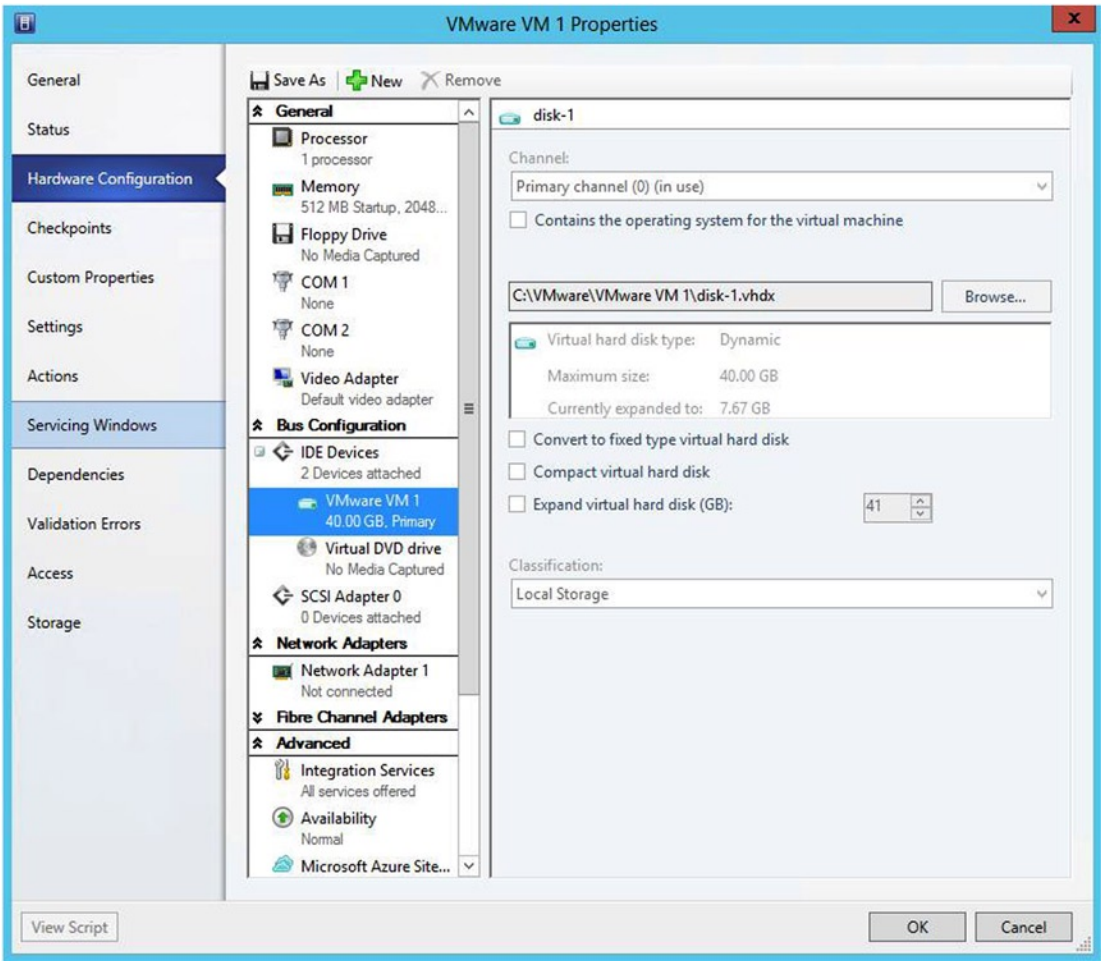 VMware VM 1 Properties
x
General
Status
Hardware Configuration
Checkpoints
Custom Properties
Settings
Actions
Servicing Windows
Dependencies
Validation Errors
Access
Storage
Save As New Remove
General
Processor
1 processor
Memory
512 MB Startup, 2048...
Floppy Drive
No Media Captured
COM 1
None
COM 2
None
Video Adapter
Default video adapter
Bus Configuration
IDE Devices
2 Devices attached
VMware VM 1
40.00 GB, Primary
Virtual DVD drive
No Media Captured
SCSI Adapter 0
0 Devices attached
Network Adapters
Network Adapter 1
Not connected
Fibre Channel Adapters
Advanced
Integration Services
All services offered
Availability
Normal
Microsoft Azure Site...
disk-1
Channel:
Primary channel (0) (in use)
Contains the operating system for the virtual machine
C:\VMware\VMware VM 1\disk-1.vhdx Browse...
Virtual hard disk type: Dynamic
Maximum size: 40.00 GB
Currently expanded to: 7.67 GB
Convert to fixed type virtual hard disk
Compact virtual hard disk
Expand virtual hard disk (GB): 41
Classification:
Local Storage
View Script OK Cancel